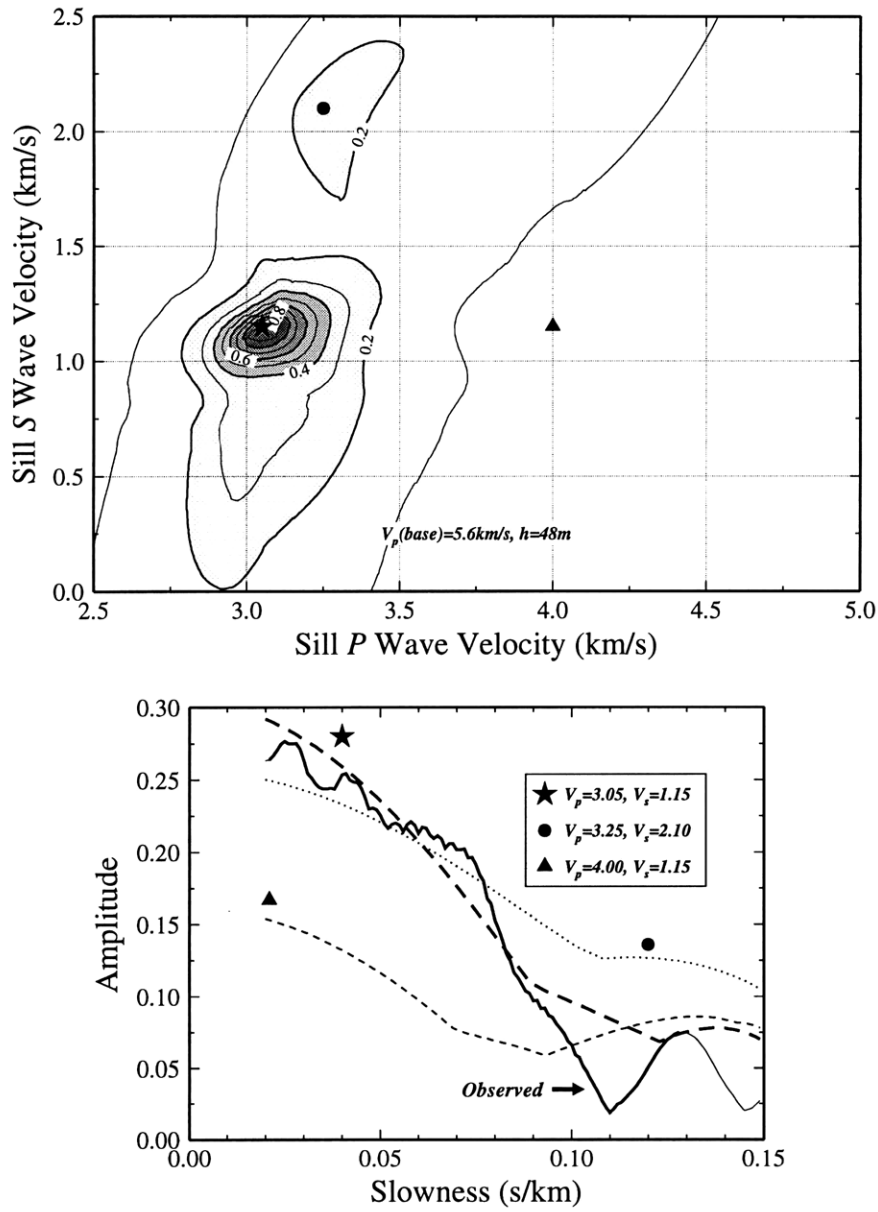 2.5
2.0
1.5
1.0
0.5
0.0
Sill S Wave Velocity (km/s)
0.2
0.8
0.6
0.4
0.2
Vp(base)=5.6km/s, h=48m
2.5 3.0 3.5 4.0 4.5 5.0
Sill P Wave Velocity (km/s)
0.30
0.25
0.20
0.15
0.10
0.05
0.00
Amplitude
Vp=3.05, Vs=1.15
Vp=3.25, Vs=2.10
Vp=4.00, Vs=1.15
Observed
0.00 0.05 0.10 0.15
Slowness (s/km)